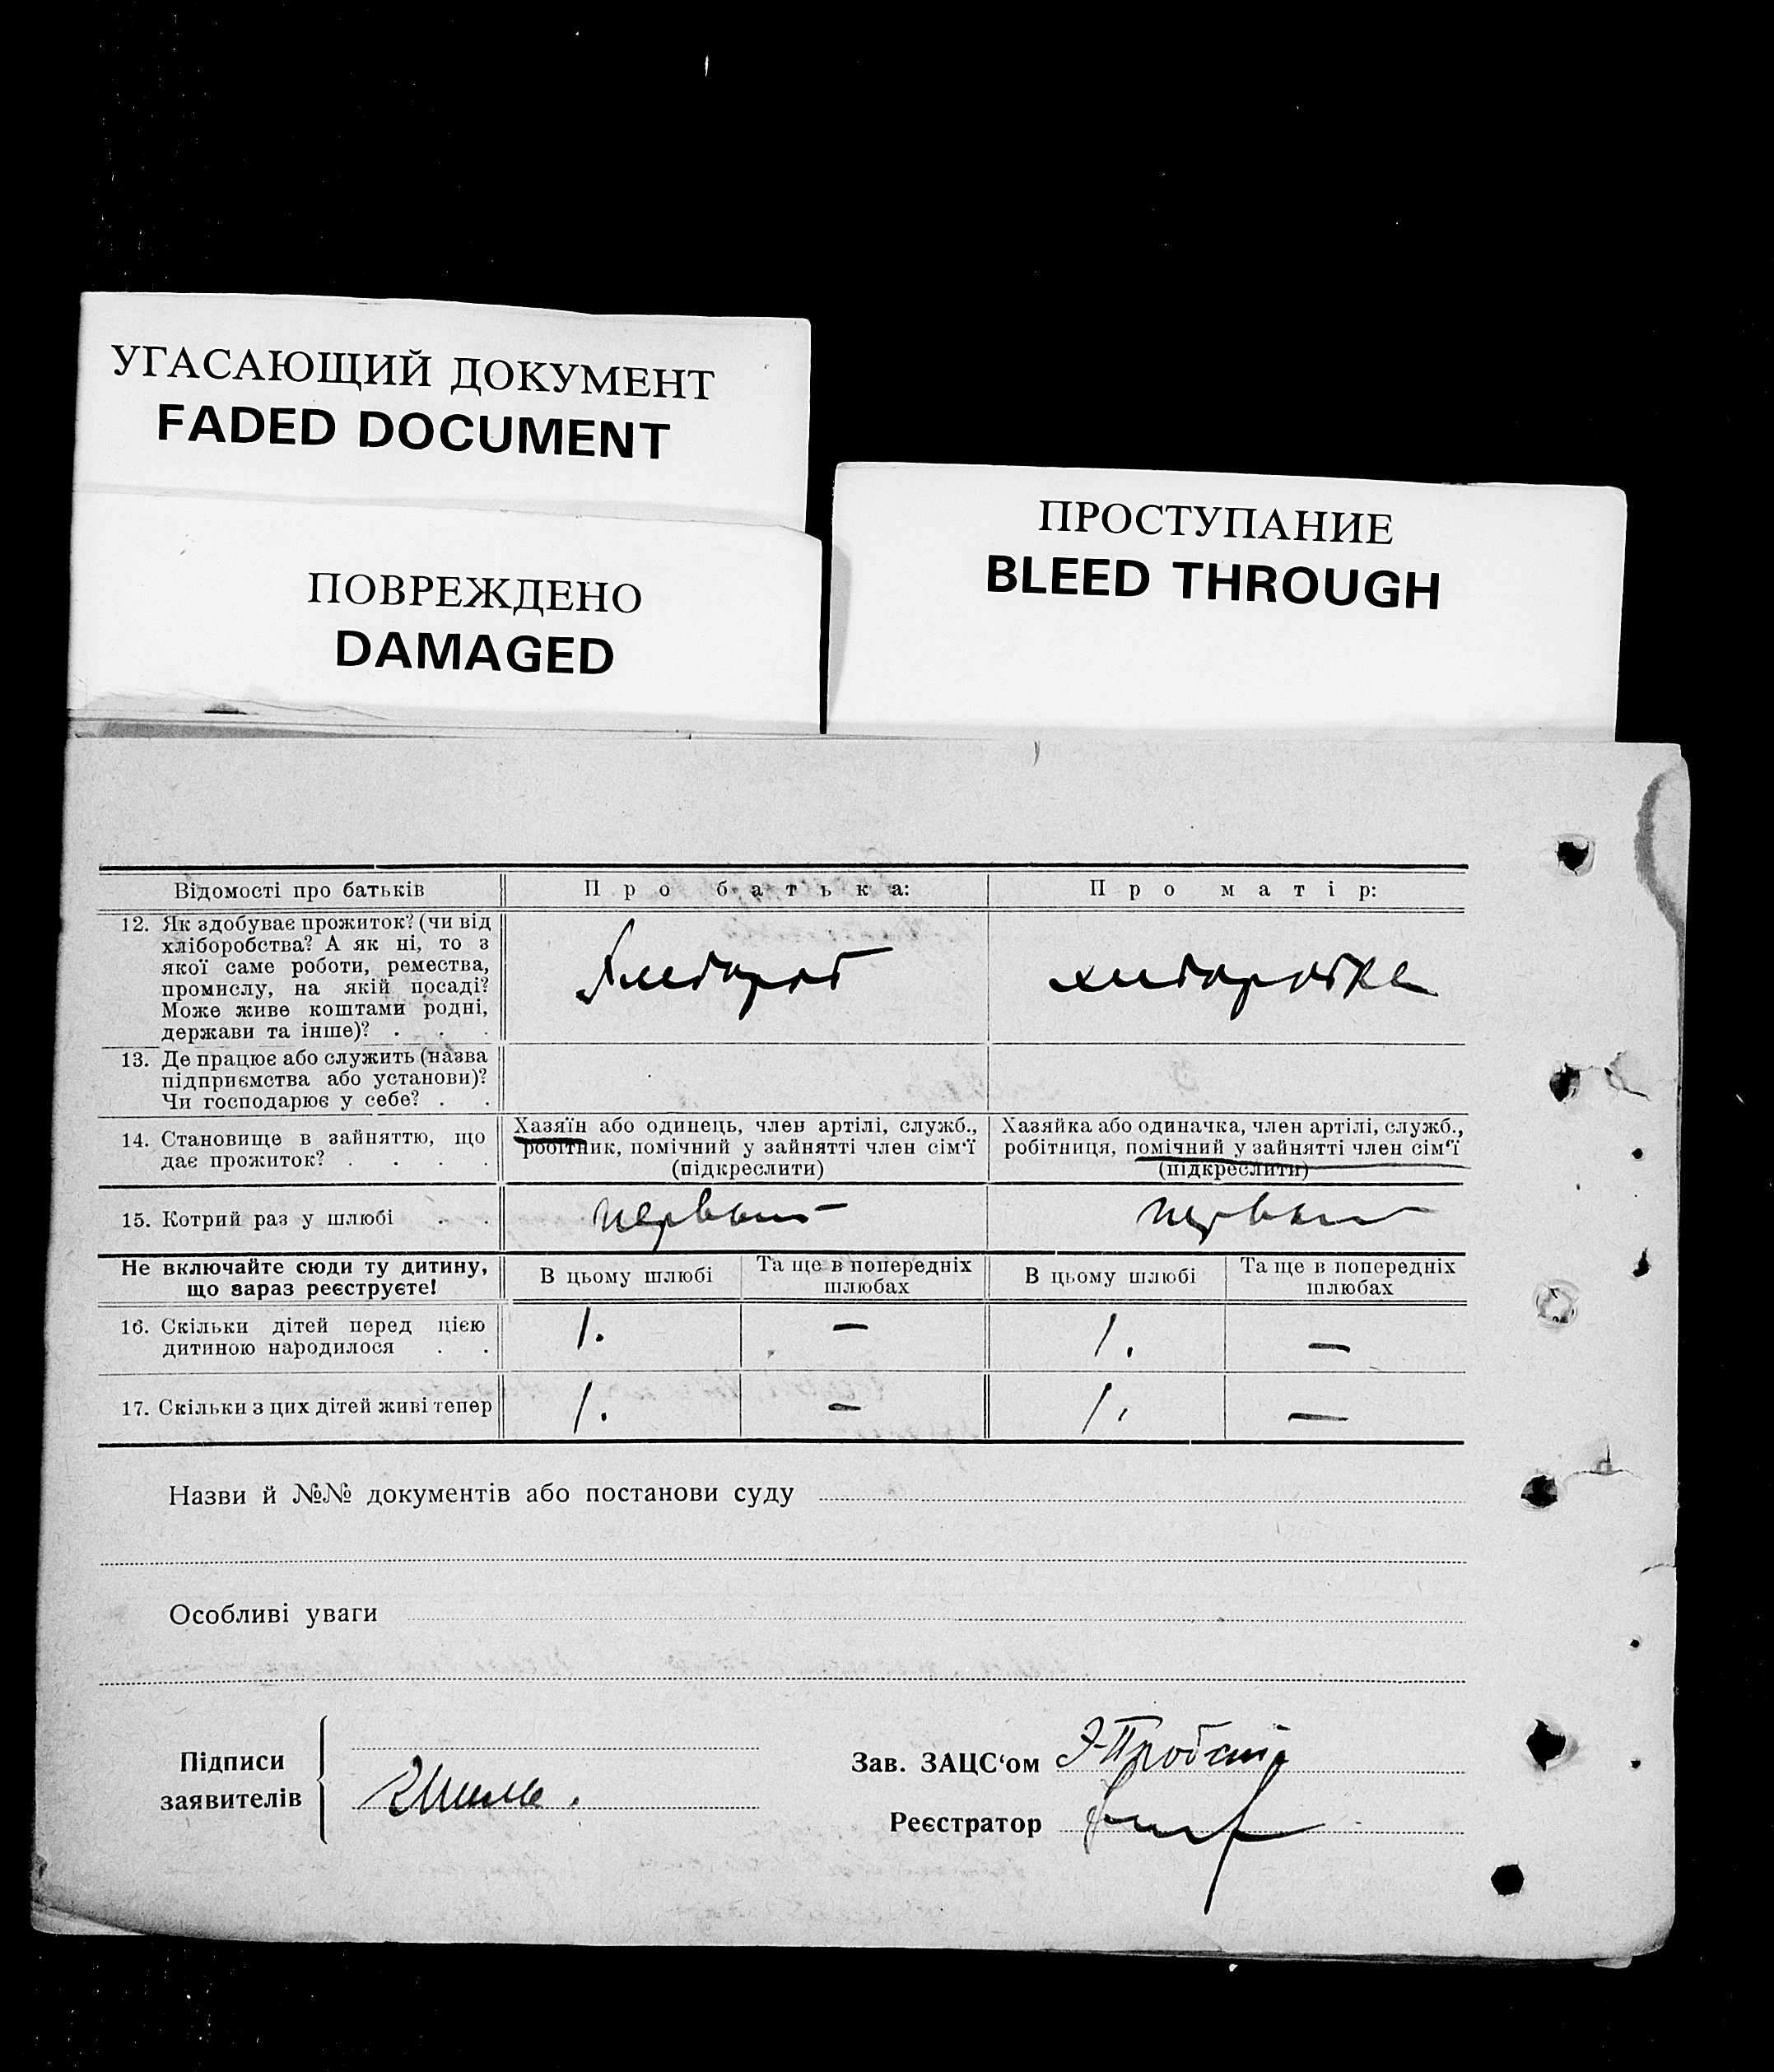 УГАСАЮЩИЙ ДОКУМЕНТ
FADED DOCUMENT
ПОВРЕЖДЕНО
DAMAGED
ПРОСТУПАНИЕ
BLEED THROUGH
Відомості про батьків
Про батька:
Про матір:
12. Як здобуває прожиток? (чи від
хліборобства? А як ні, то з
якої саме роботи, ремества,
промислу, на якій посаді?
Може живе коштами родні,
держави та інше)? . . .
13. Де працює або служить (назва
підприємства або установи)?
Чи господарює у себе? . .
14. Становище в зайняттю, що
дає прожиток? . . . .
Хазяїн або одинець, член артілі, служб.,
робітник, помічний у зайнятті член сім‘ї
(підкреслити)
Хазяйка або одиначка, член артілі, служб.,
робітниця, помічний у зайнятті член сім‘ї
(підкреслити)
15. Котрий раз у шлюбі . .
Не включайте сюди ту дитину,
що зараз реєструєте!
В цьому шлюбі
Та ще в попередніх
шлюбах
В цьому шлюбі
Та ще в попередніх
шлюбах
16. Скільки дітей перед цією
дитиною народилося . .
1. — 1. —
17. Скільки з цих дітей живі тепер
1. — 1. —
Назви й №№ документів або постанови суду
Особливі уваги
Підписи
заявителів
Зав. ЗАЦС‘ом
Реєстратор